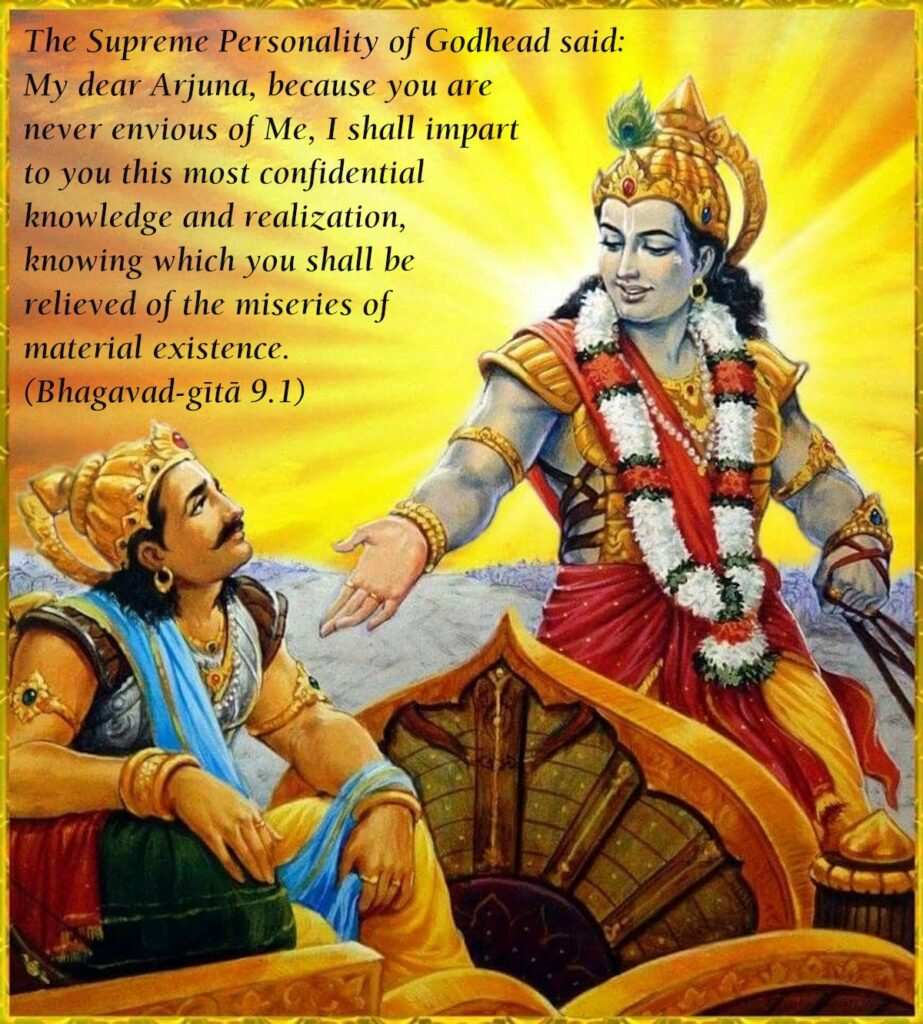 The Supreme Personality of Godhead said:
My dear Arjuna, because you are
never envious of Me, I shall impart
to you this most confidential
knowledge and realization,
knowing which you shall be
relieved of the miseries of
material existence.
(Bhagavad-gītā 9.1)